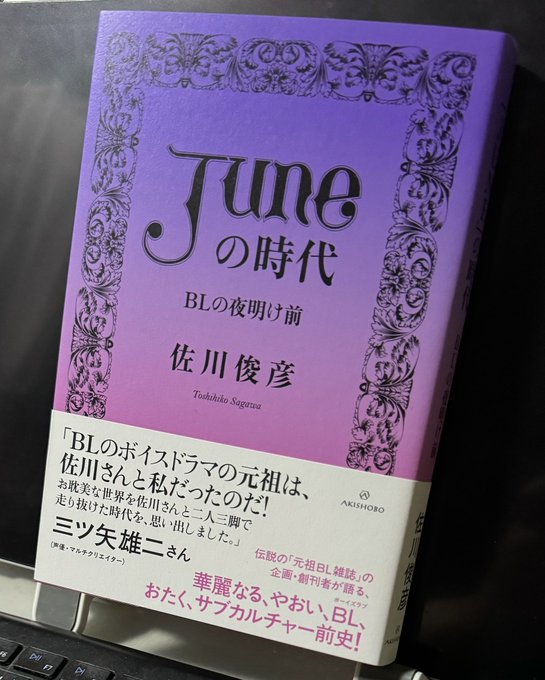 Juneの時代
BLの夜明け前
佐川俊彦
Toshihiko Sagawa
「BLのボイスドラマの元祖は、
佐川さんと私だったのだ!
お耽美な世界を佐川さんと二人三脚で
走り抜けた時代を、思い出しました。」
三ツ矢雄二さん
(声優・マルチクリエイター)
AKISHOBO
伝説の「元祖BL雑誌」の
企画・創刊者が語る、
ボーイズラブ
華麗なる、やおい、BL、
おたく、サブカルチャー前史!
佐川俊彦
AKISHOBO
F6
F7